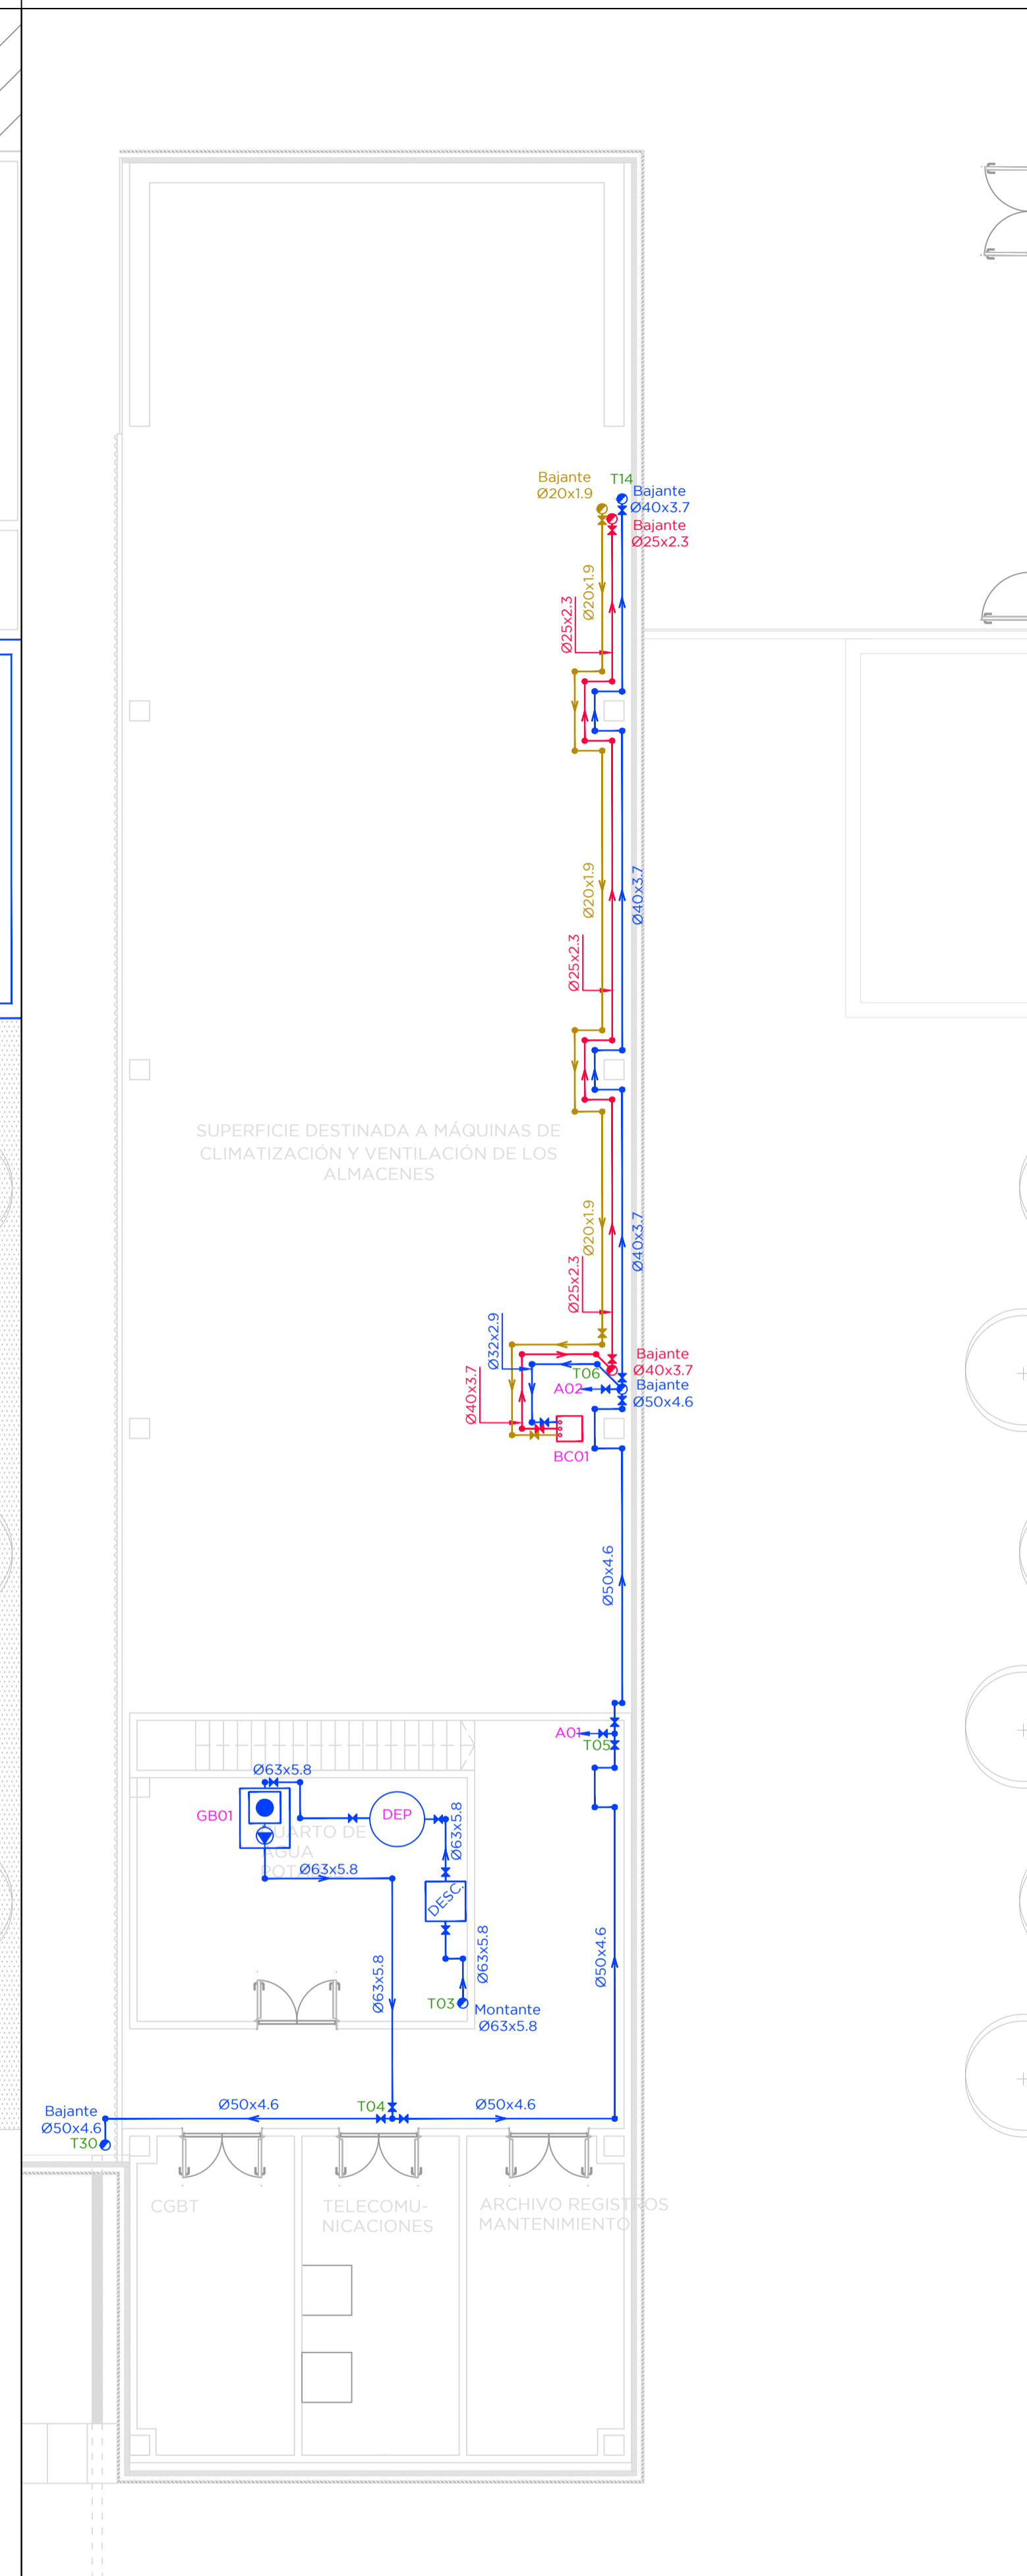 Bajante
Ø20x1.9
T14
Bajante
Ø40x3.7
Bajante
Ø25x2.3
Ø20x1.9
Ø25x2.3
Ø20x1.9
Ø40x3.7
Ø25x2.3
SUPERFICIE DESTINADA A MÁQUINAS DE
CLIMATIZACIÓN Y VENTILACIÓN DE LOS
ALMACENES
Ø20x1.9
Ø40x3.7
Ø25x2.3
Ø32x2.9
Bajante
Ø40x3.7
T06
Bajante
Ø50x4.6
A02
Ø40x3.7
BC01
Ø50x4.6
A01
T05
Ø63x5.8
GB01
DEP
CUARTO DE
AGUA
Ø63x5.8
Ø63x5.8
DESC.
Ø63x5.8
Ø63x5.8
Ø50x4.6
T03
Montante
Ø63x5.8
Ø50x4.6
T04
Ø50x4.6
Bajante
Ø50x4.6
T30
CGBT
TELECOMU-
NICACIONES
ARCHIVO REGISTROS
MANTENIMIENTO